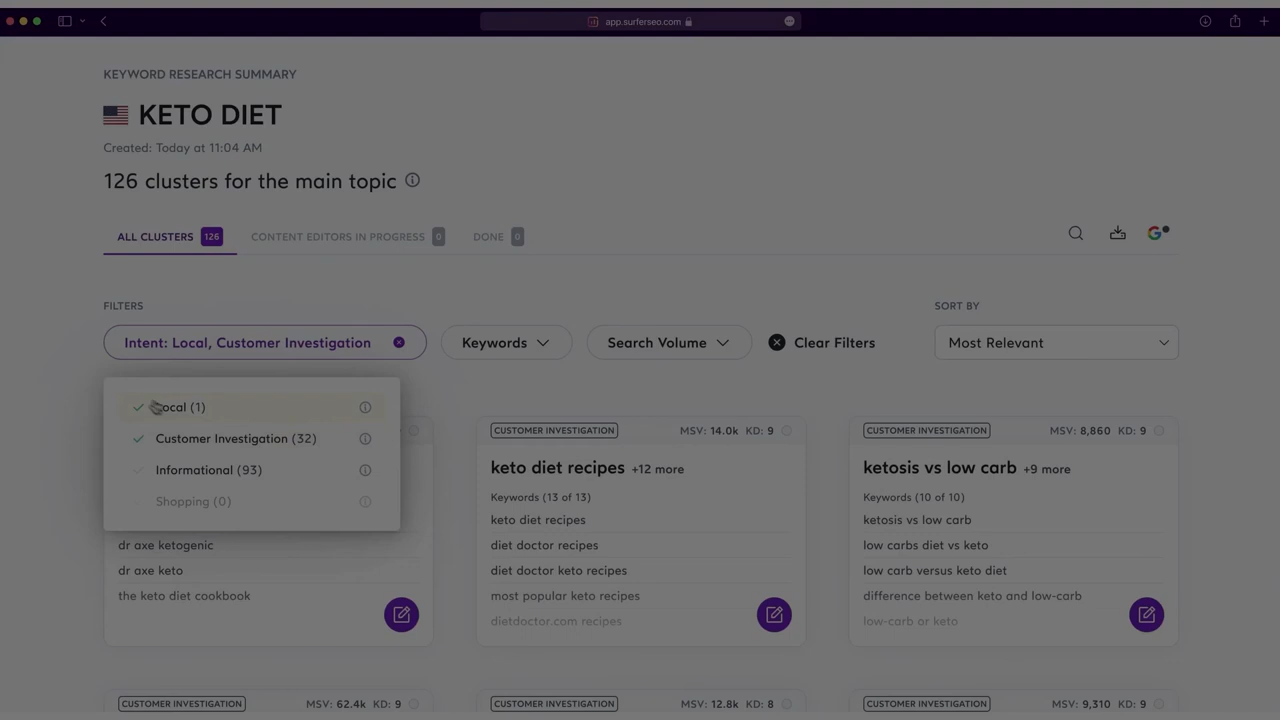 app.surferseo.com
KEYWORD RESEARCH SUMMARY
KETO DIET
Created: Today at 11:04 AM
126 clusters for the main topic
ALL CLUSTERS 126 CONTENT EDITORS IN PROGRESS 0 DONE 0
FILTERS SORT BY
Intent: Local, Customer Investigation Keywords Search Volume Clear Filters Most Relevant
Local (1)
Customer Investigation (32)
Informational (93)
Shopping (0)
dr axe ketogenic
dr axe keto
the keto diet cookbook
CUSTOMER INVESTIGATION MSV: 14.0k KD: 9
keto diet recipes +12 more
Keywords (13 of 13)
keto diet recipes
diet doctor recipes
diet doctor keto recipes
most popular keto recipes
dietdoctor.com recipes
CUSTOMER INVESTIGATION MSV: 8,860 KD: 9
ketosis vs low carb +9 more
Keywords (10 of 10)
ketosis vs low carb
low carbs diet vs keto
low carb versus keto diet
difference between keto and low-carb
low-carb or keto
CUSTOMER INVESTIGATION MSV: 62.4k KD: 9
CUSTOMER INVESTIGATION MSV: 12.8k KD: 8
CUSTOMER INVESTIGATION MSV: 9,310 KD: 9